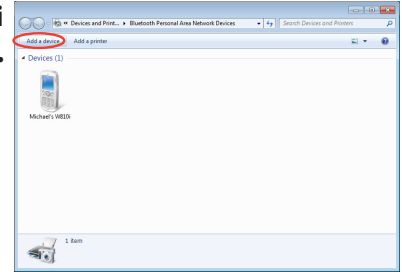 i
« Devices and Print... ▸ Bluetooth Personal Area Network Devices
Search Devices and Printers
Add a device
Add a printer
Devices (1)
Michael's W810i
1 item